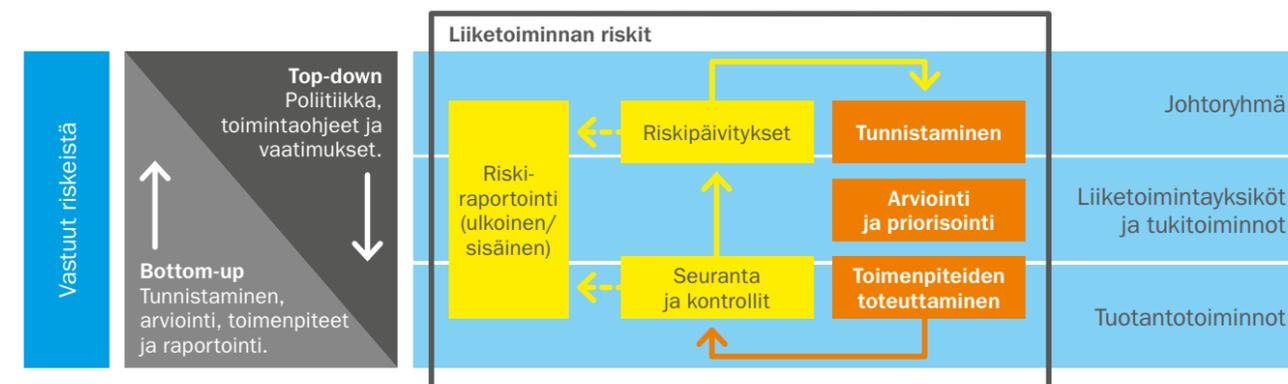 Liiketoiminnan riskit
Vastuut riskeistä
Top-down
Poliitiikka,
toimintaohjeet ja
vaatimukset.
Bottom-up
Tunnistaminen,
arviointi, toimenpiteet
ja raportointi.
Riski-
raportointi
(ulkoinen/
sisäinen)
Riskipäivitykset
Seuranta
ja kontrollit
Tunnistaminen
Arviointi
ja priorisointi
Toimenpiteiden
toteuttaminen
Johtoryhmä
Liiketoimintayksiköt
ja tukitoiminnot
Tuotantotoiminnot